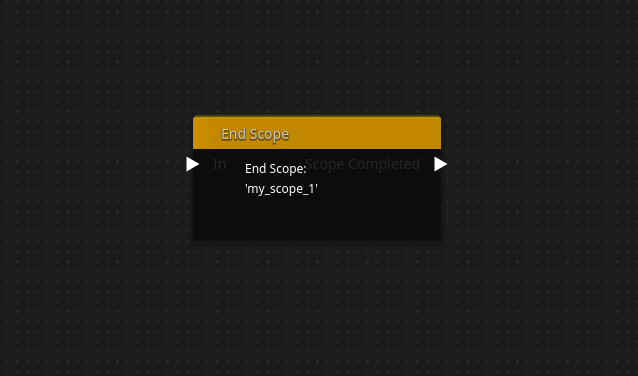 End Scope
In
Scope Completed
End Scope:
'my_scope_1'